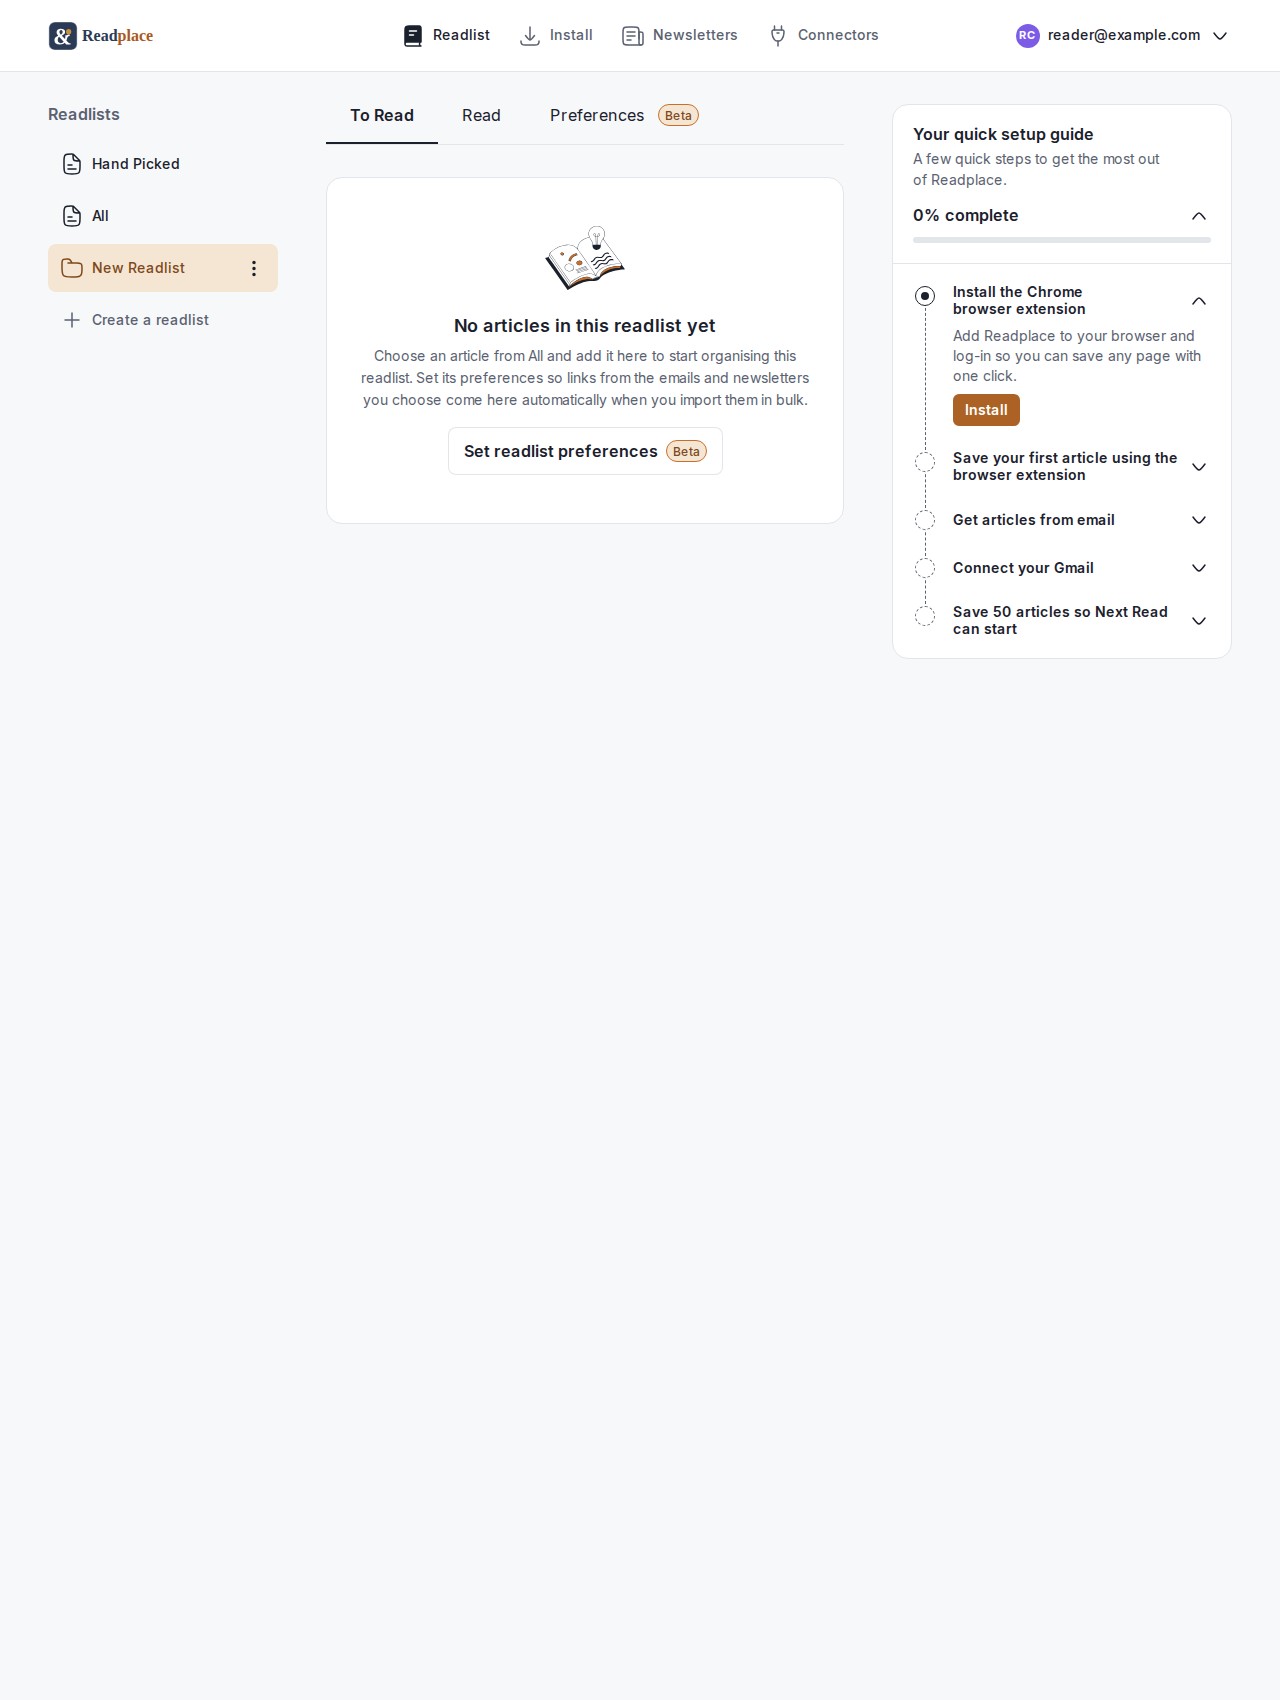 & Readplace
Readlist
Install
Newsletters
Connectors
RC
reader@example.com
Readlists
Hand Picked
All
New Readlist
Create a readlist
To Read
Read
Preferences
Beta
No articles in this readlist yet
Choose an article from All and add it here to start organising this
readlist. Set its preferences so links from the emails and newsletters
you choose come here automatically when you import them in bulk.
Set readlist preferences
Beta
Your quick setup guide
A few quick steps to get the most out
of Readplace.
0% complete
Install the Chrome
browser extension
Add Readplace to your browser and
log-in so you can save any page with
one click.
Install
Save your first article using the
browser extension
Get articles from email
Connect your Gmail
Save 50 articles so Next Read
can start